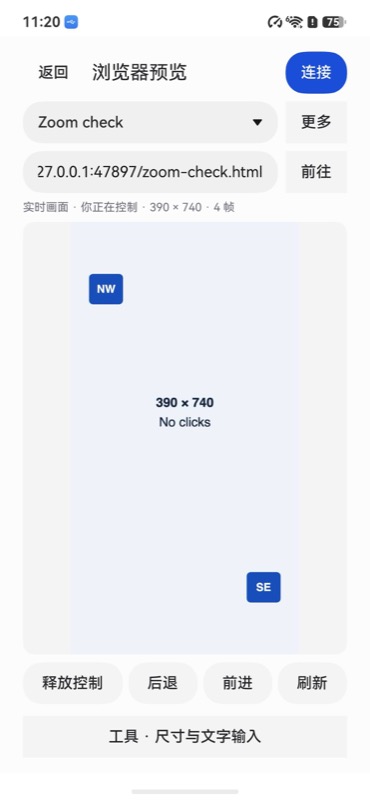 11:20
75
返回 浏览器预览 连接
Zoom check 更多
27.0.0.1:47897/zoom-check.html 前往
实时画面 · 你正在控制 · 390 × 740 · 4 帧
NW
390 × 740
No clicks
SE
释放控制 后退 前进 刷新
工具 · 尺寸与文字输入